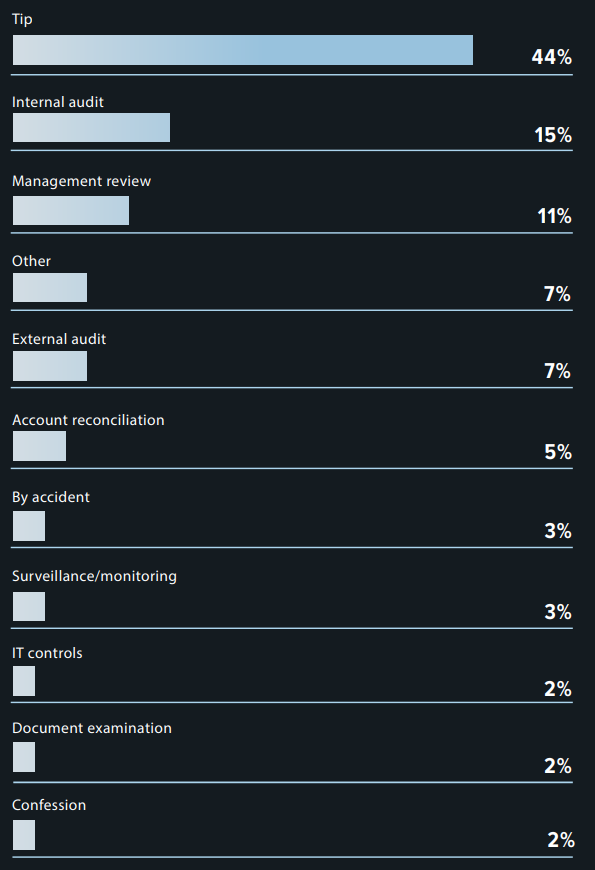 Tip
44%
Internal audit
15%
Management review
11%
Other
7%
External audit
7%
Account reconciliation
5%
By accident
3%
Surveillance/monitoring
3%
IT controls
2%
Document examination
2%
Confession
2%